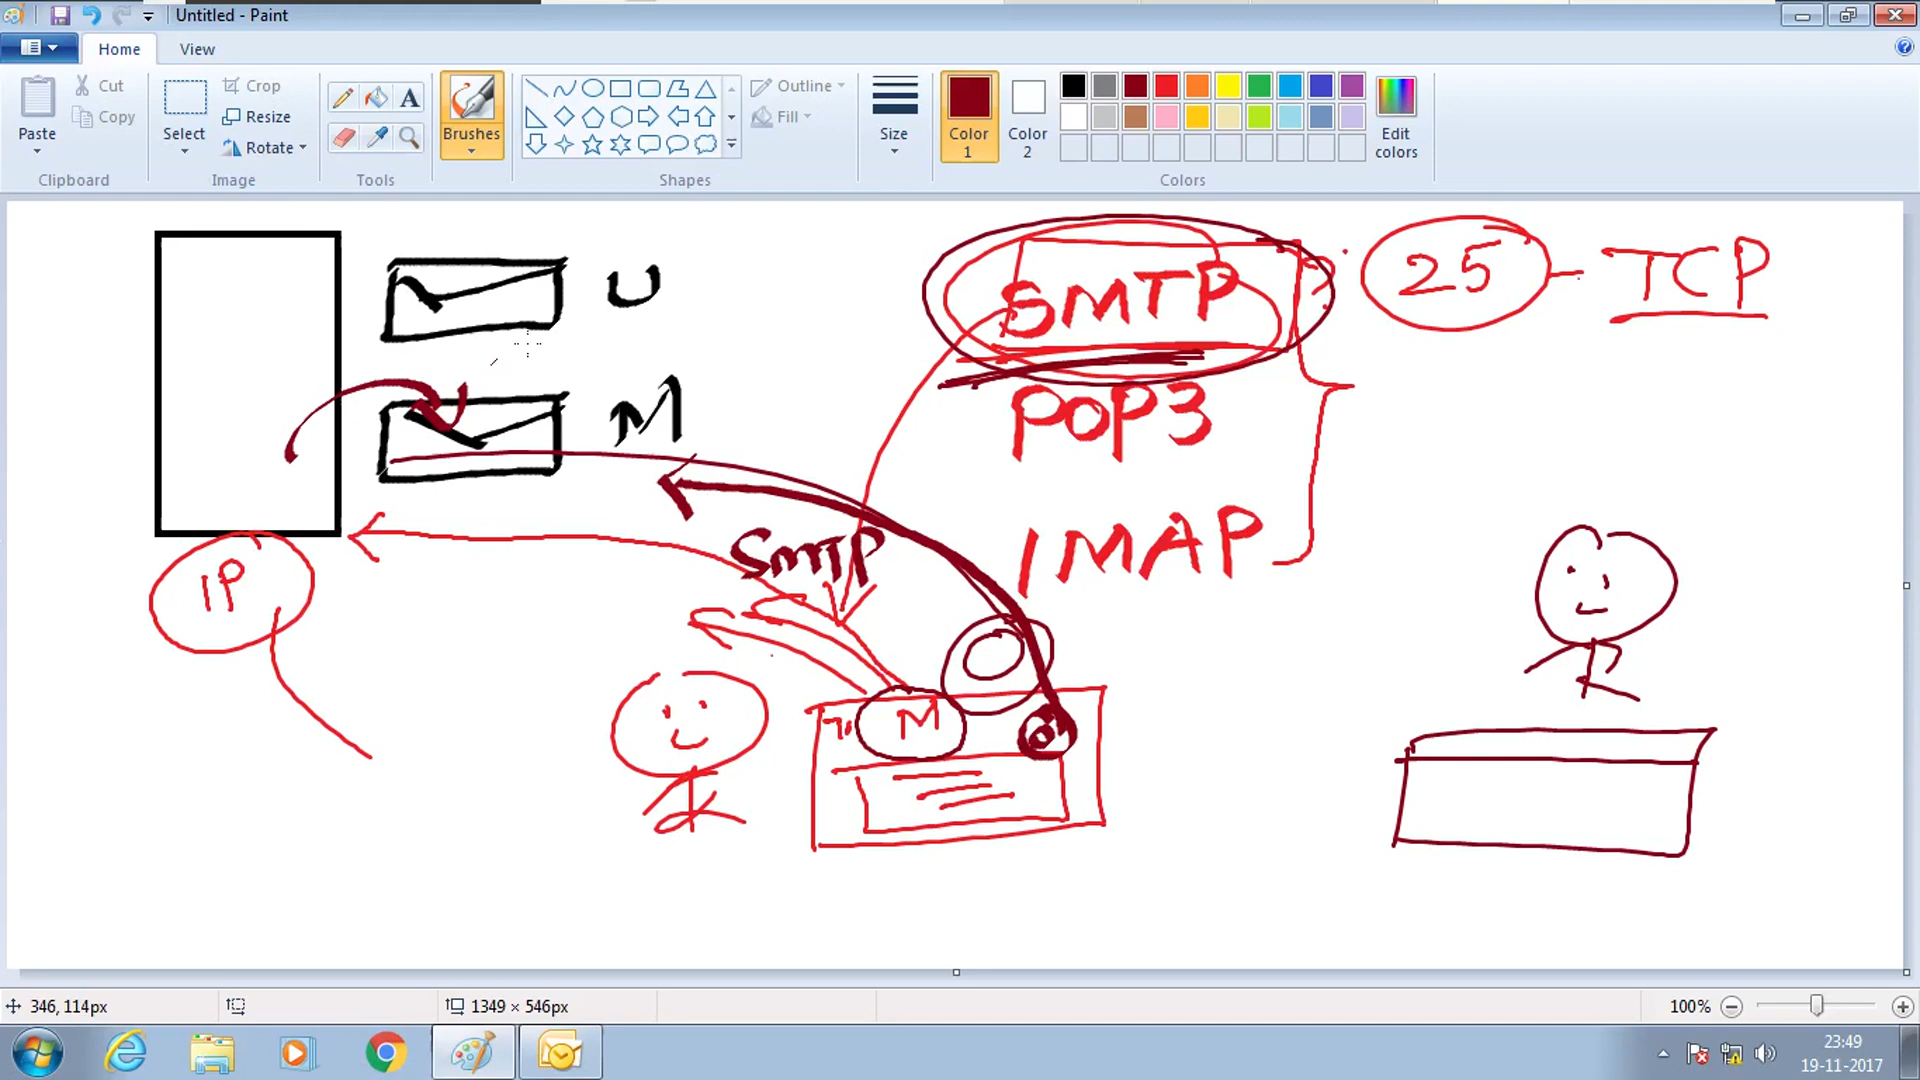 Untitled - Paint
Home
View
Paste
Cut
Copy
Clipboard
Select
Crop
Resize
Rotate
Image
Tools
Brushes
Shapes
Outline
Fill
Size
Color 1
Color 2
Edit colors
Colors
U
SMTP
25 - TCP
M
POP3
SMTP
IMAP
IP
To
M
346, 114px
1349 × 546px
100%
23:49
19-11-2017